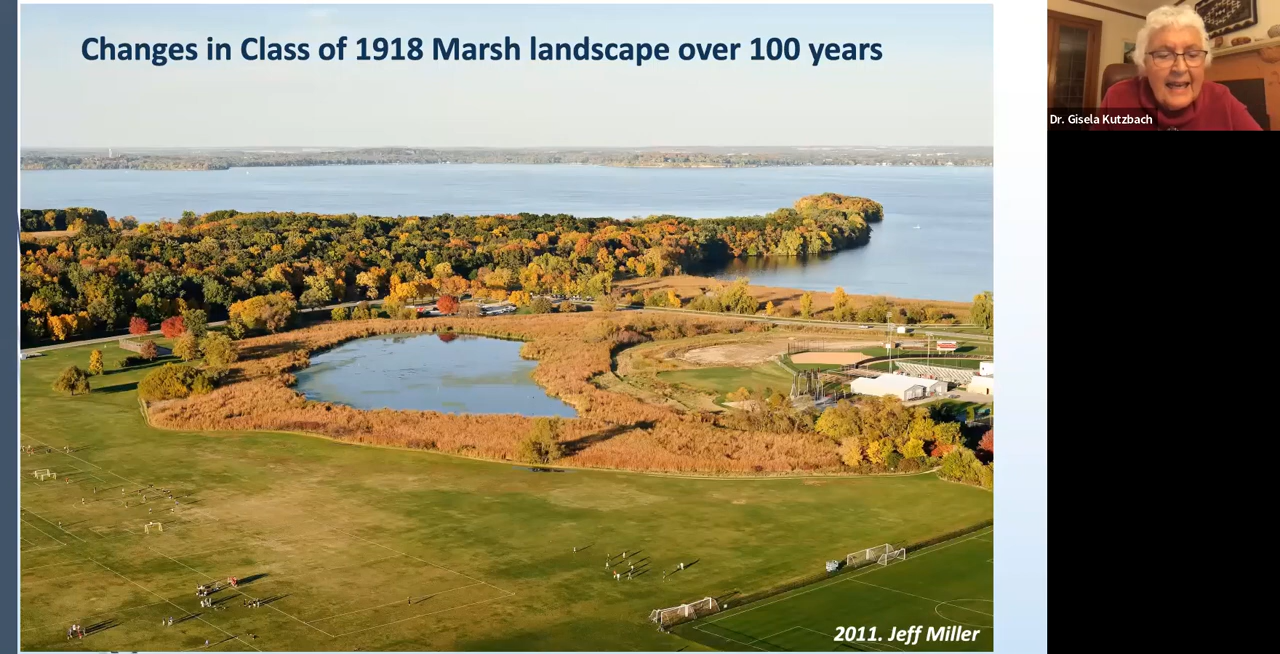 Changes in Class of 1918 Marsh landscape over 100 years
Dr. Gisela Kutzbach
2011. Jeff Miller